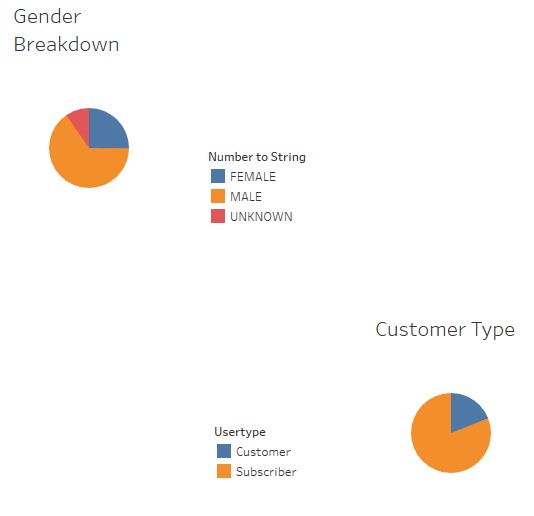 Gender
Breakdown
Number to String
FEMALE
MALE
UNKNOWN
Customer Type
Usertype
Customer
Subscriber